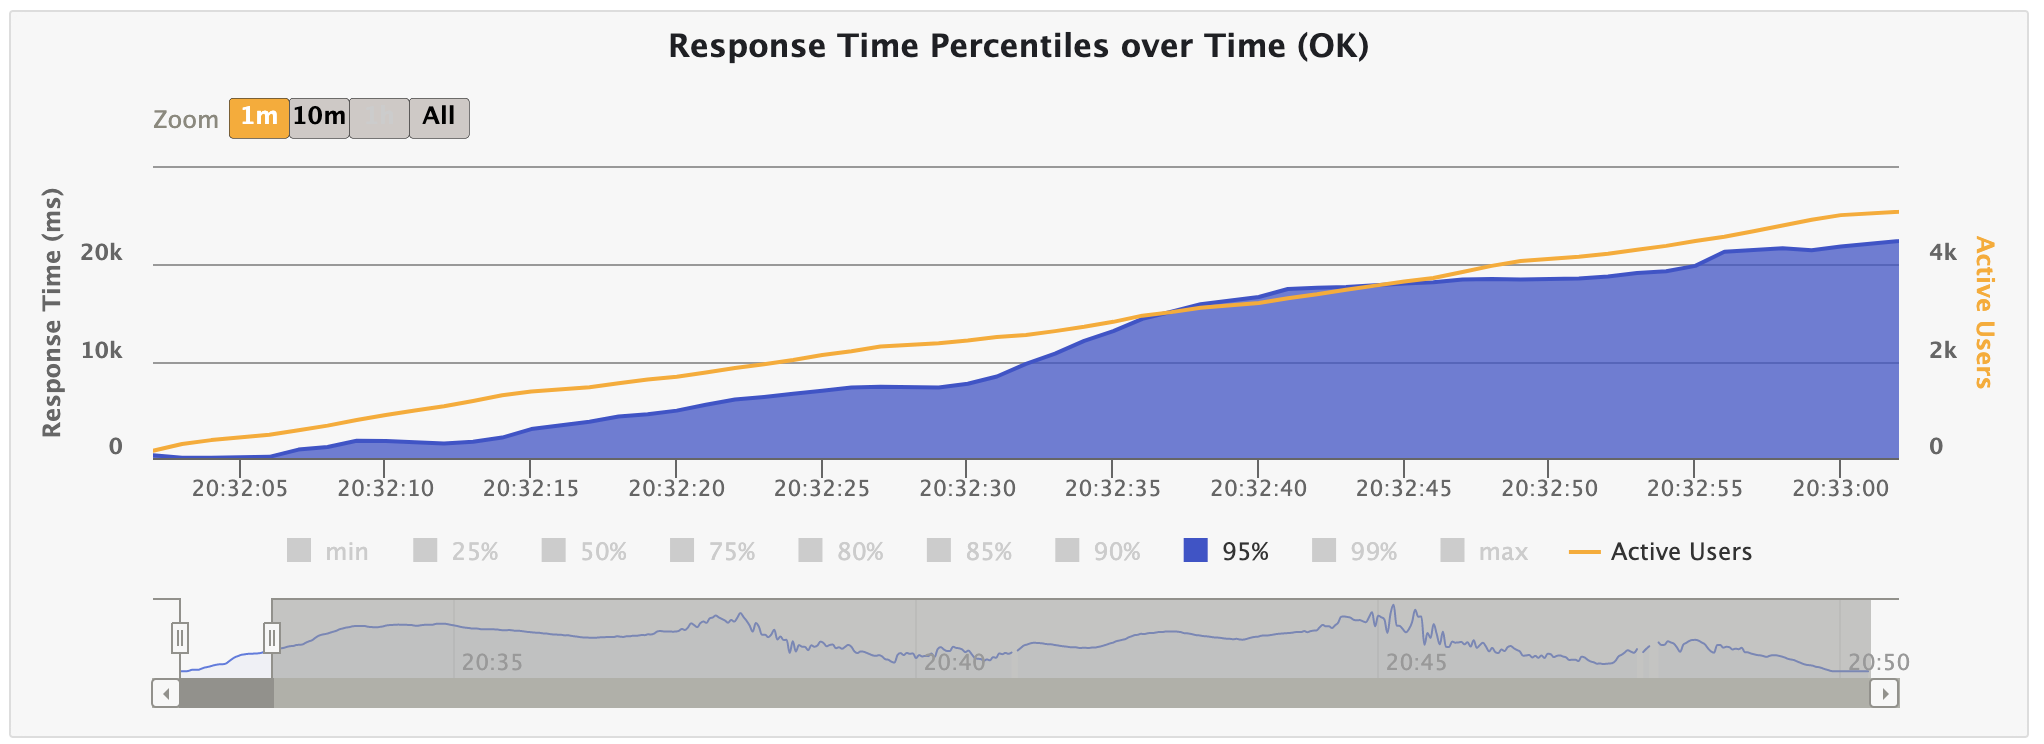 Response Time Percentiles over Time (OK)
Zoom 1m 10m All
Response Time (ms)
20k
10k
0
4k
2k
0
Active Users
20:32:05 20:32:10 20:32:15 20:32:20 20:32:25 20:32:30 20:32:35 20:32:40 20:32:45 20:32:50 20:32:55 20:33:00
min 25% 50% 75% 80% 85% 90% 95% 99% max Active Users
20:35 20:40 20:45 20:50